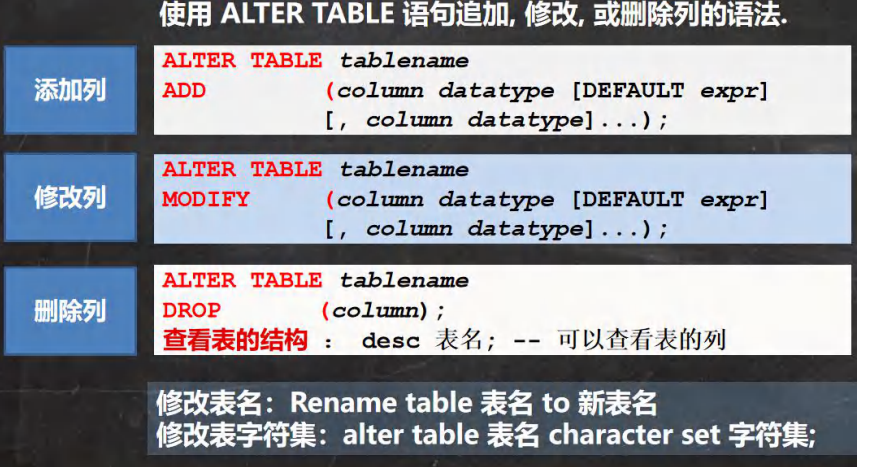 使用 ALTER TABLE 语句追加, 修改, 或删除列的语法.
添加列
ALTER TABLE tablename
ADD (column datatype [DEFAULT expr]
[, column datatype]...);
修改列
ALTER TABLE tablename
MODIFY (column datatype [DEFAULT expr]
[, column datatype]...);
删除列
ALTER TABLE tablename
DROP (column);
查看表的结构 : desc 表名; -- 可以查看表的列
修改表名：Rename table 表名 to 新表名
修改表字符集：alter table 表名 character set 字符集;